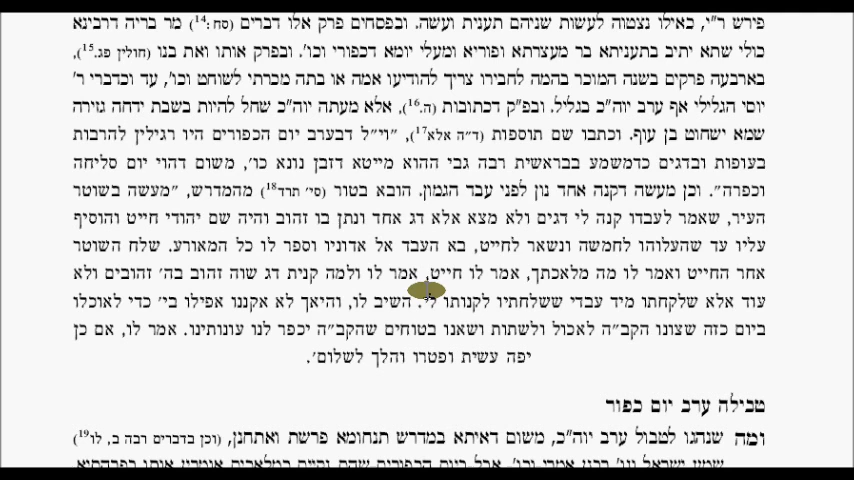 פירש ר"י, כאילו נצטוה לעשות שניהם תענית ועשה. ובפסחים פרק אלו דברים (סח:14) מר בריה דרבינא
כולי שתא יתיב בתעניתא בר מעצרתא ופוריא ומעלי יומא דכפורי וכו'. ובפרק אותו ואת בנו (חולין פג.15),
בארבעה פרקים בשנה המוכר בהמה לחבירו צריך להודיעו אמה או בתה מכרתי לשוחט וכו', עד וכדברי ר'
יוסי הגלילי אף ערב יוה"כ בגליל. ובפ"ק דכתובות (ה.16), אלא מעתה יוה"כ שחל להיות בשבת ידחה גזירה
שמא ישחוט בן עוף. וכתבו שם תוספות (ד"ה אלא17), "וי"ל דבערב יום הכפורים היו רגילין להרבות
בעופות ובדגים כדמשמע בבראשית רבה גבי ההוא מייטא דזבן נונא כו', משום דהוי יום סליחה
וכפרה". וכן מעשה דקנה אחד נון לפני עבד הגמון. הובא בטור (סי' תרד18) מהמדרש, "מעשה בשוטר
העיר, שאמר לעבדו קנה לי דגים ולא מצא אלא דג אחד ונתן בו זהוב והיה שם יהודי חייט והוסיף
עליו עד שהעלוהו לחמשה ונשאר לחייט, בא העבד אל אדוניו וספר לו כל המאורע. שלח השוטר
אחר החייט ואמר לו מה מלאכתך, אמר לו חייט, אמר לו ולמה קנית דג שוה זהוב בה' זהובים ולא
עוד אלא שלקחתו מיד עבדי ששלחתיו לקנותו לי. השיב לו, והיאך לא אקננו אפילו בי' כדי לאוכלו
ביום כזה שצונו הקב"ה לאכול ולשתות ושאנו בטוחים שהקב"ה יכפר לנו עונותינו. אמר לו, אם כן
יפה עשית ופטרו והלך לשלום'.
טבילה ערב יום כפור
ומה שנהגו לטבול ערב יוה"כ, משום דאיתא במדרש תנחומא פרשת ואתחנן, (וכן בדברים רבה ב, לו19)
שמע ישראל וגו'